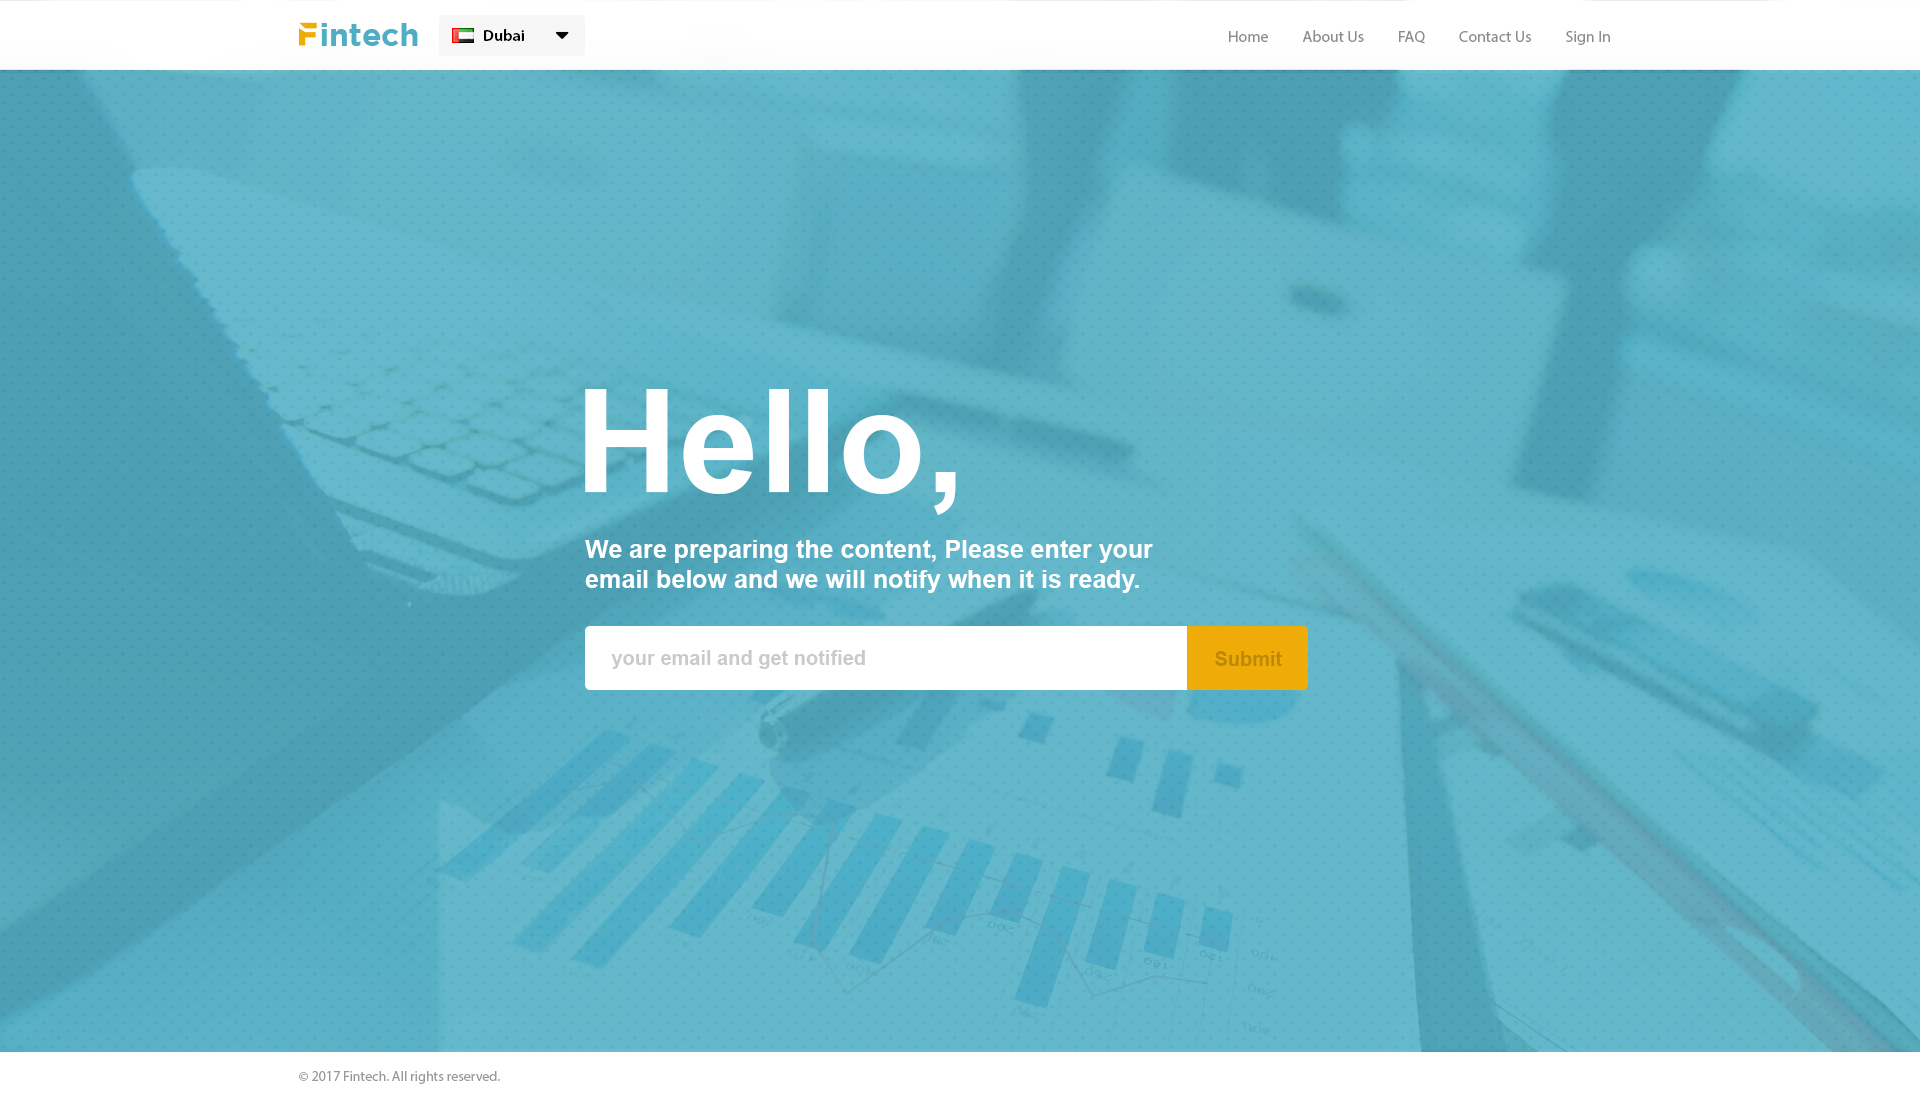 Fintech
Dubai
Home
About Us
FAQ
Contact Us
Sign In
Hello,
We are preparing the content, Please enter your
email below and we will notify when it is ready.
your email and get notified
Submit
© 2017 Fintech. All rights reserved.